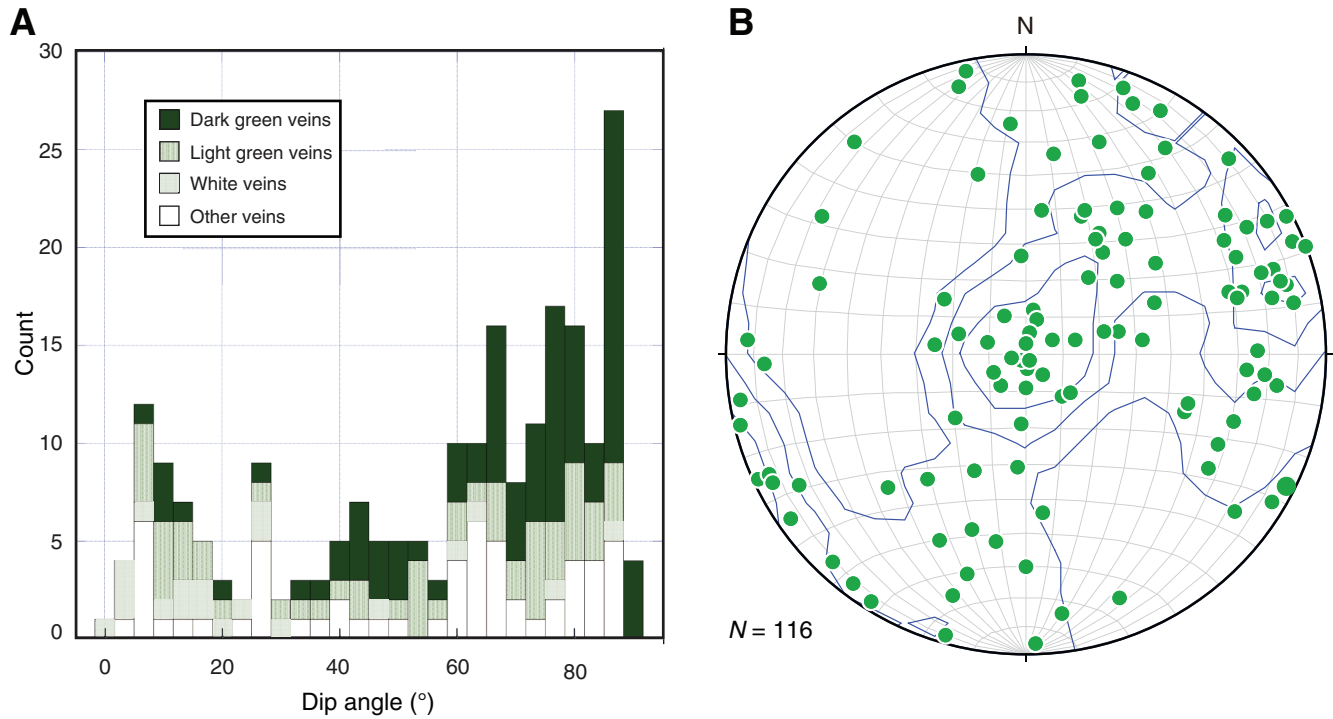 A
30
25
20
15
10
5
0
Count
Dark green veins
Light green veins
White veins
Other veins
0 20 40 60 80
Dip angle (°)
B
N
N = 116